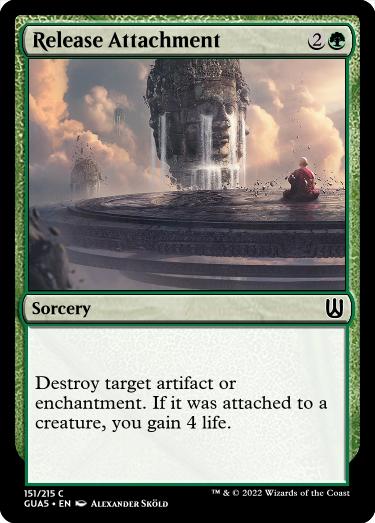 Release Attachment 2
Sorcery
Destroy target artifact or
enchantment. If it was attached to a
creature, you gain 4 life.
151/215 C
GUA5 • EN ALEXANDER SKÖLD
™ & © 2022 Wizards of the Coast